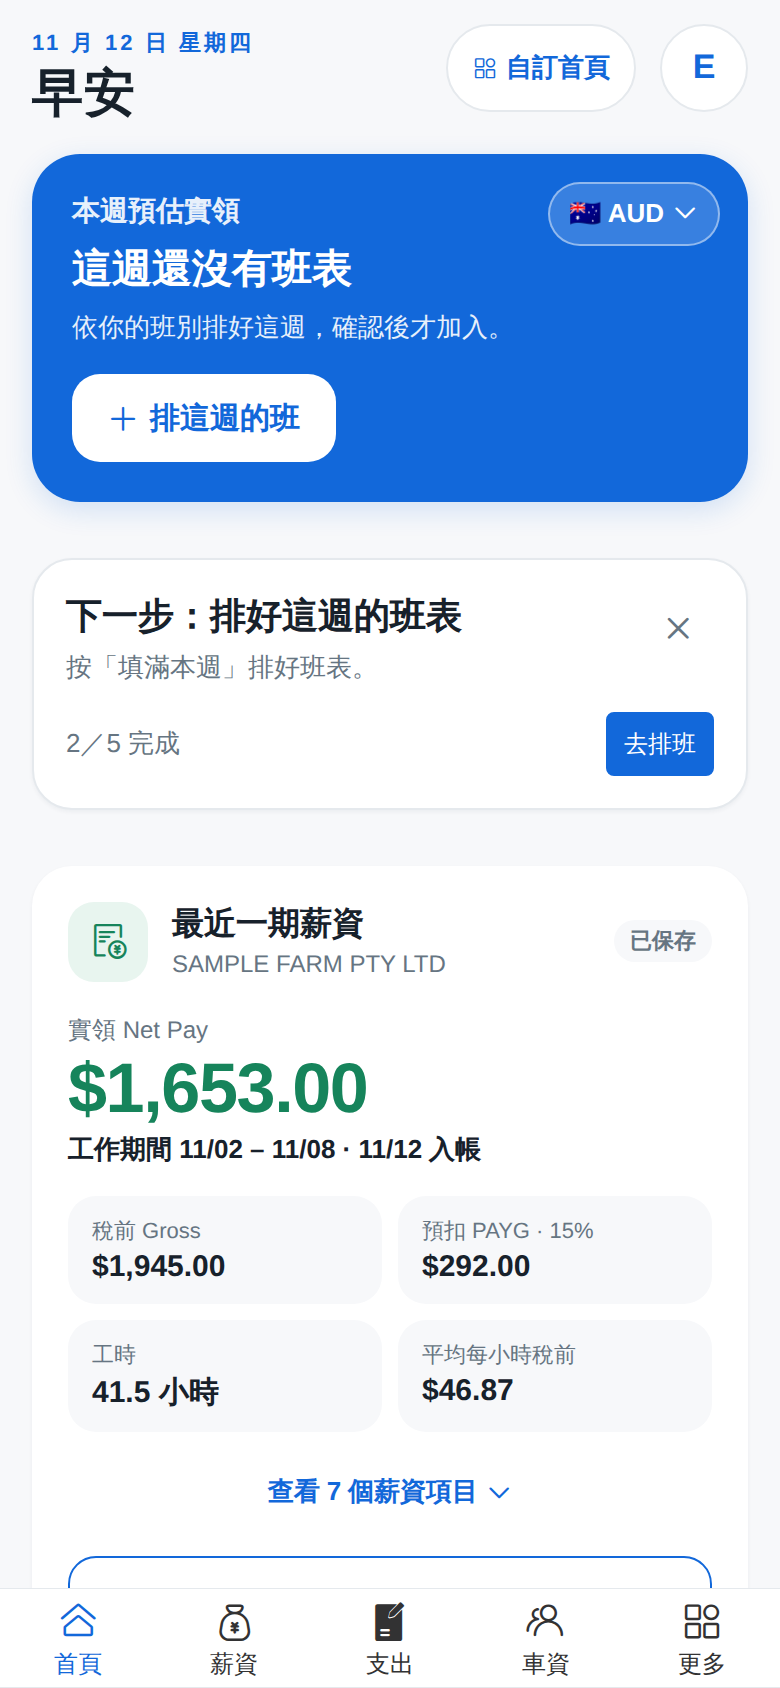 11 月 12 日 星期四
早安
自訂首頁
E
本週預估實領
AUD
這週還沒有班表
依你的班別排好這週，確認後才加入。
排這週的班
下一步：排好這週的班表
按「填滿本週」排好班表。
2／5 完成
去排班
最近一期薪資
SAMPLE FARM PTY LTD
已保存
實領 Net Pay
$1,653.00
工作期間 11/02 – 11/08 · 11/12 入帳
稅前 Gross
$1,945.00
預扣 PAYG · 15%
$292.00
工時
41.5 小時
平均每小時稅前
$46.87
查看 7 個薪資項目
首頁
薪資
支出
車資
更多